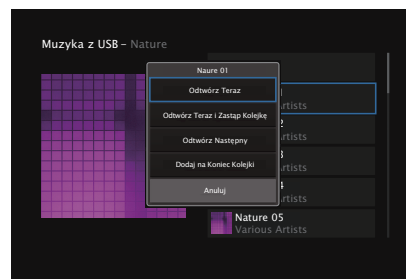 Muzyka z USB – Nature
Naure 01
Odtwórz Teraz
Odtwórz Teraz i Zastąp Kolejkę
Odtwórz Następny
Dodaj na Koniec Kolejki
Anuluj
Nature 05
Various Artists